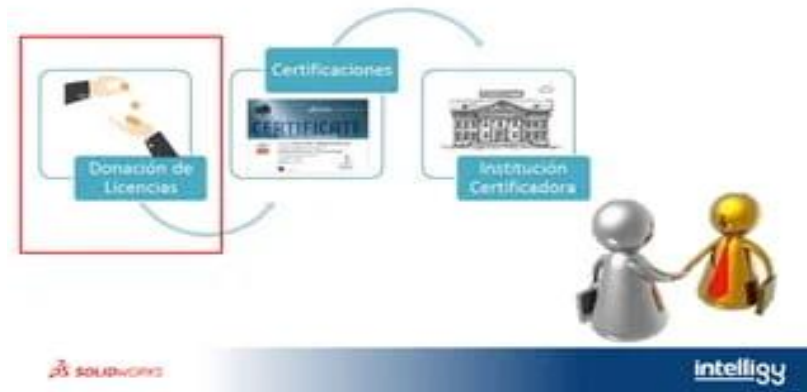 Certificaciones
CERTIFICATE
Donación de
Licencias
Institución
Certificadora
SOLIDWORKS
intelligy